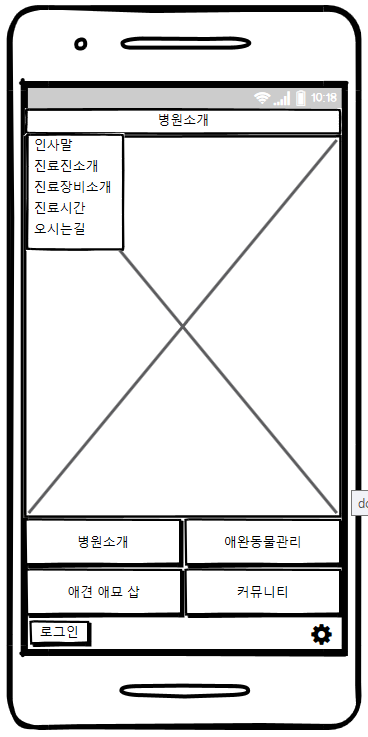 10:18
병원소개
인사말
진료진소개
진료장비소개
진료시간
오시는길
병원소개
애완동물관리
애견 애묘 샵
커뮤니티
로그인